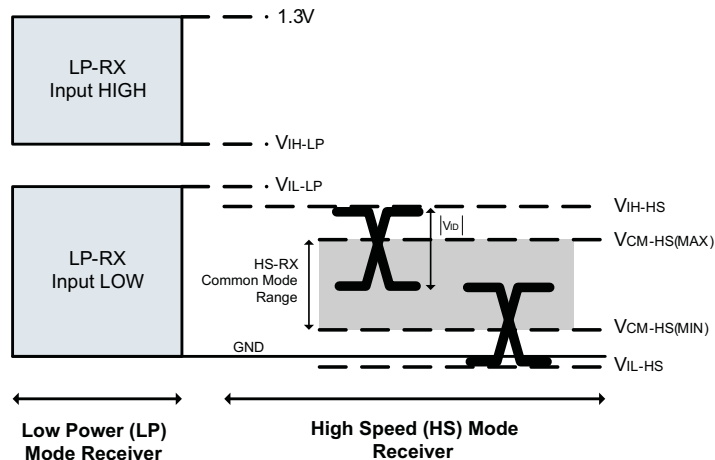 1.3V
LP-RX
Input HIGH
VIH-LP
VIL-LP
LP-RX
Input LOW
VIH-HS
|VID|
VCM-HS(MAX)
HS-RX
Common Mode
Range
VCM-HS(MIN)
GND
VIL-HS
Low Power (LP)
Mode Receiver
High Speed (HS) Mode
Receiver